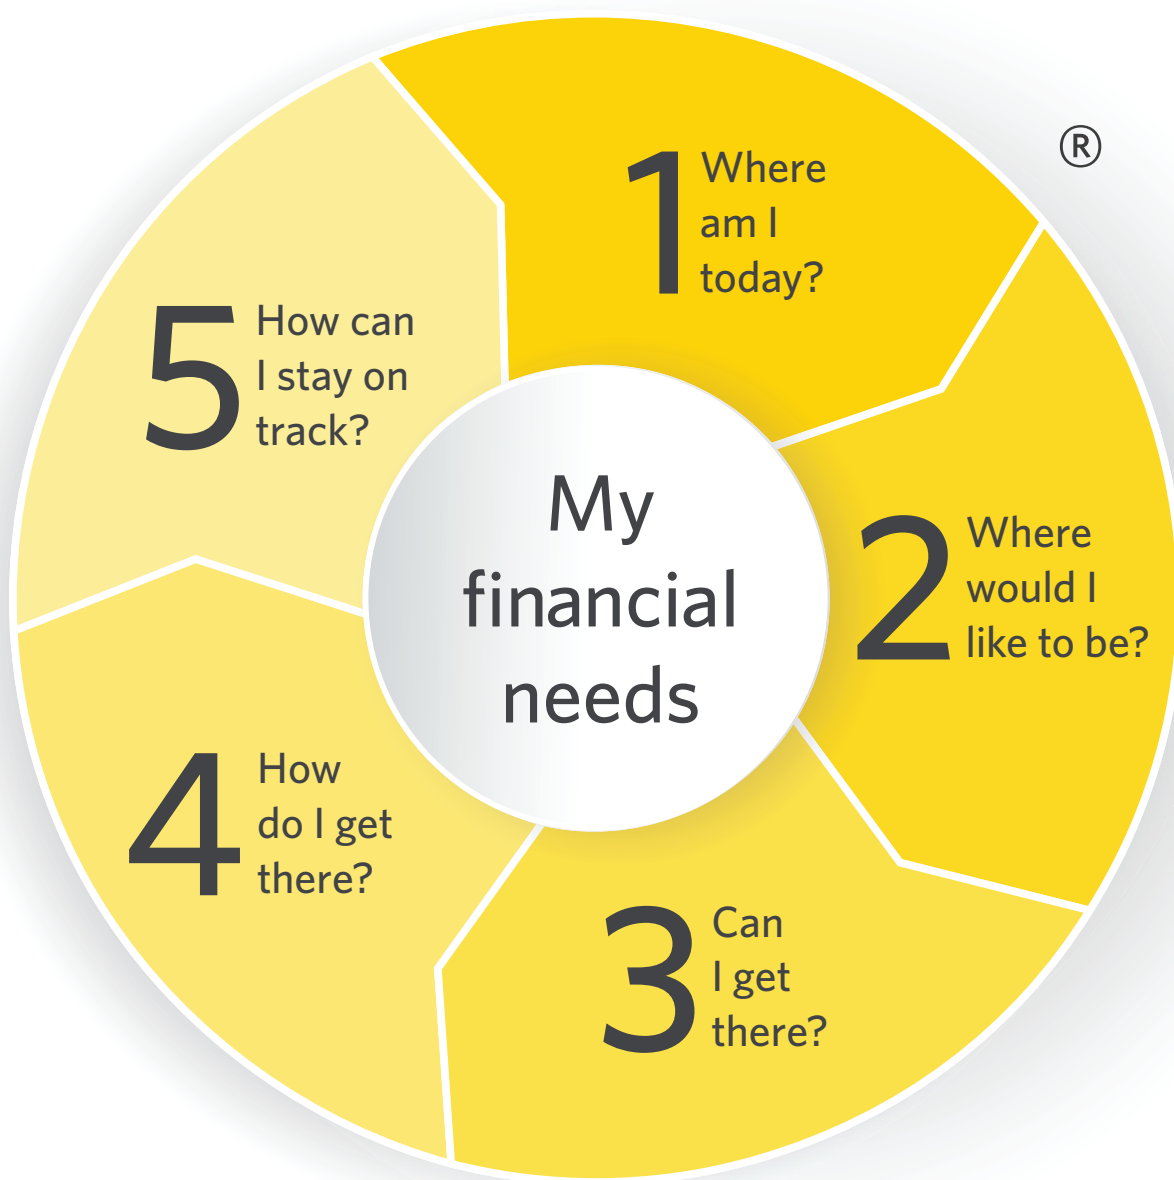 My
financial
needs
1
Where
am I
today?
®
2
Where
would I
like to be?
3
Can
I get
there?
4
How
do I get
there?
5
How can
I stay on
track?